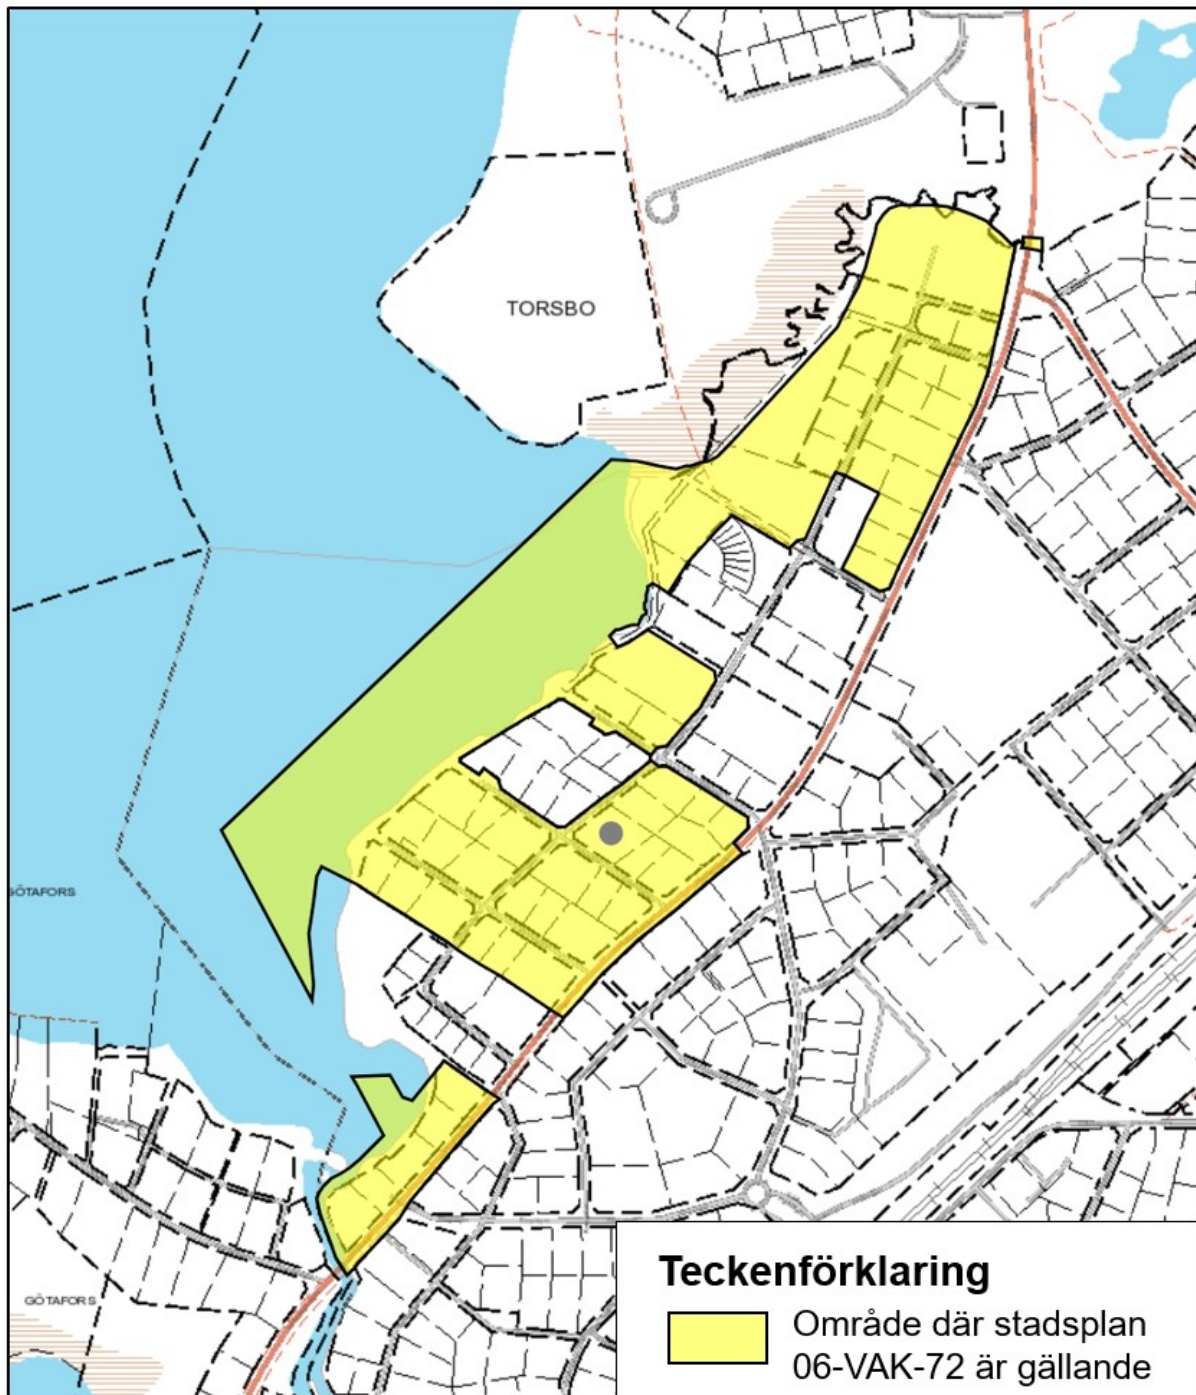 TORSBO
GÖTAFORS
GÖTAFORS
Teckenförklaring
Område där stadsplan
06-VAK-72 är gällande